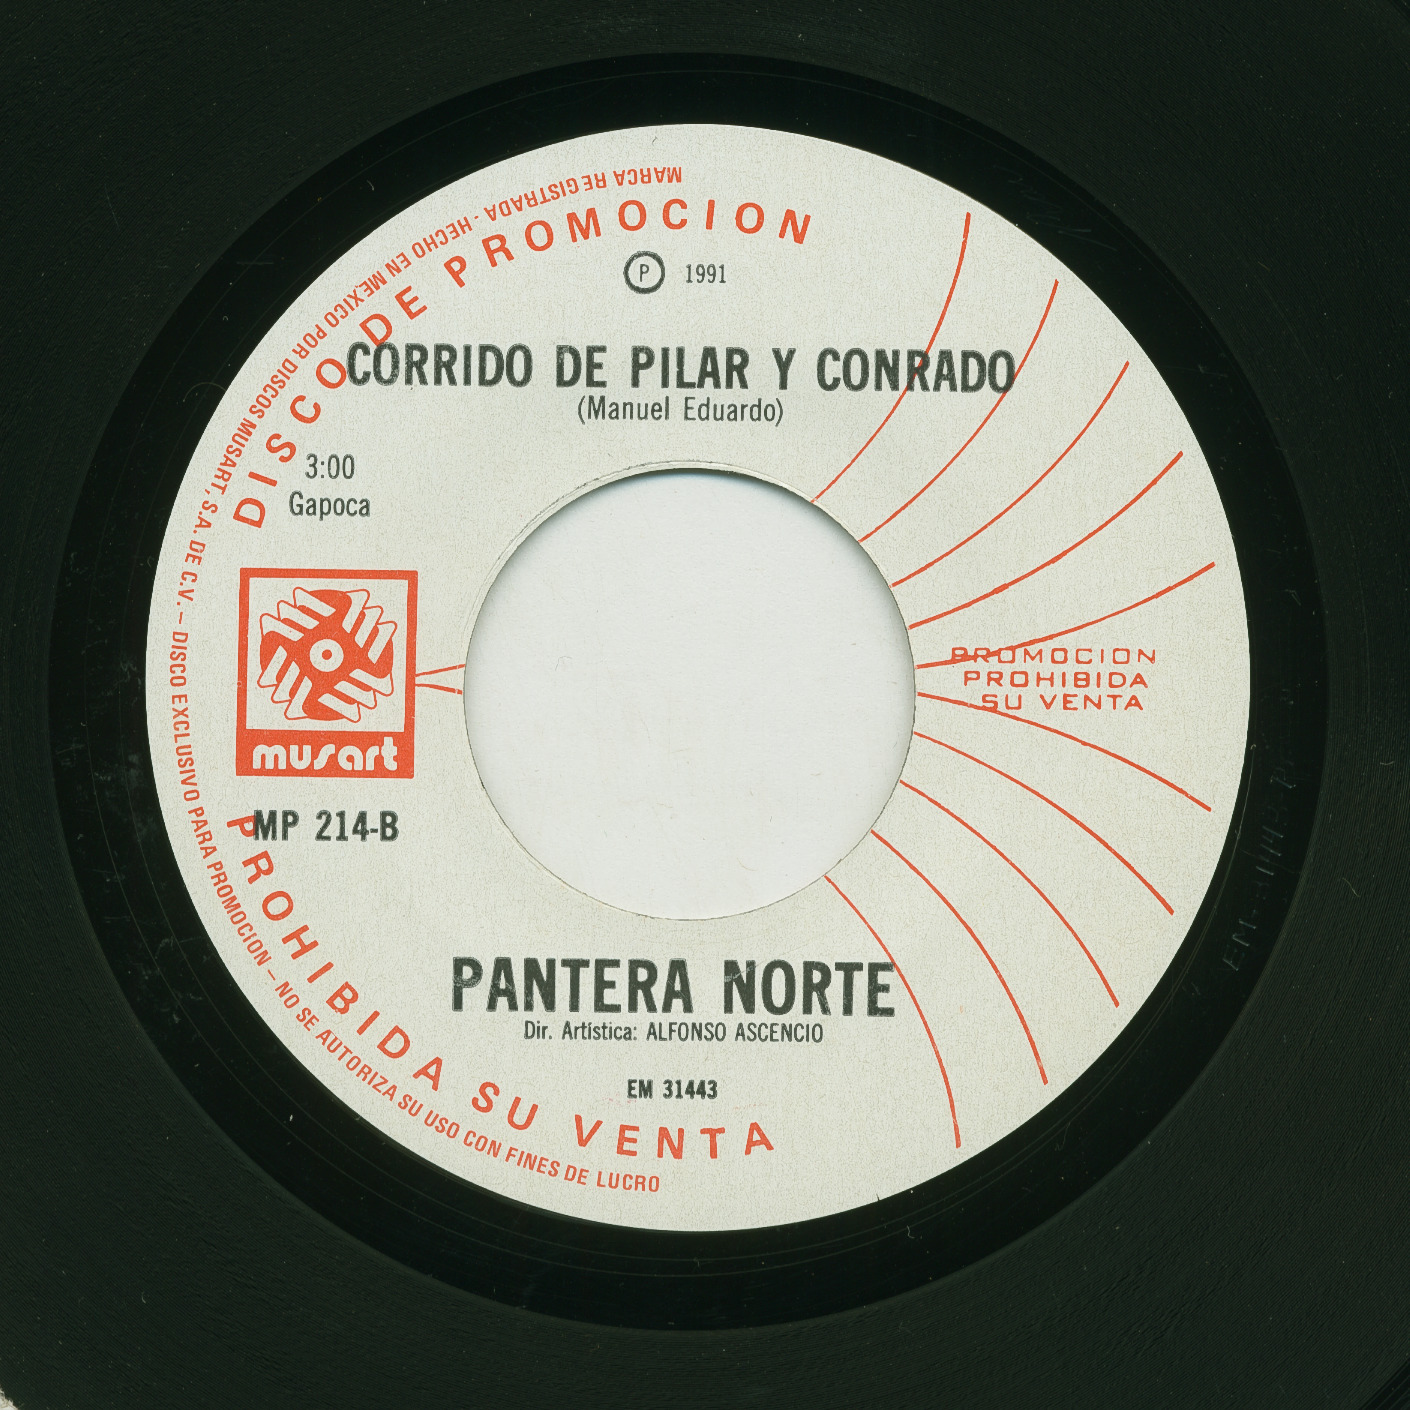 MARCA REGISTRADA - HECHO EN MEXICO POR DISCOS MUSART, S.A. DE C.V. – DISCO EXCLUSIVO PARA PROMOCION – NO SE AUTORIZA SU USO CON FINES DE LUCRO
DISCO DE PROMOCION
Ⓟ 1991
CORRIDO DE PILAR Y CONRADO
(Manuel Eduardo)
3:00
Gapoca
musart
PROMOCION
PROHIBIDA
SU VENTA
MP 214-B
PROHIBIDA SU VENTA
PANTERA NORTE
Dir. Artística: ALFONSO ASCENCIO
EM 31443